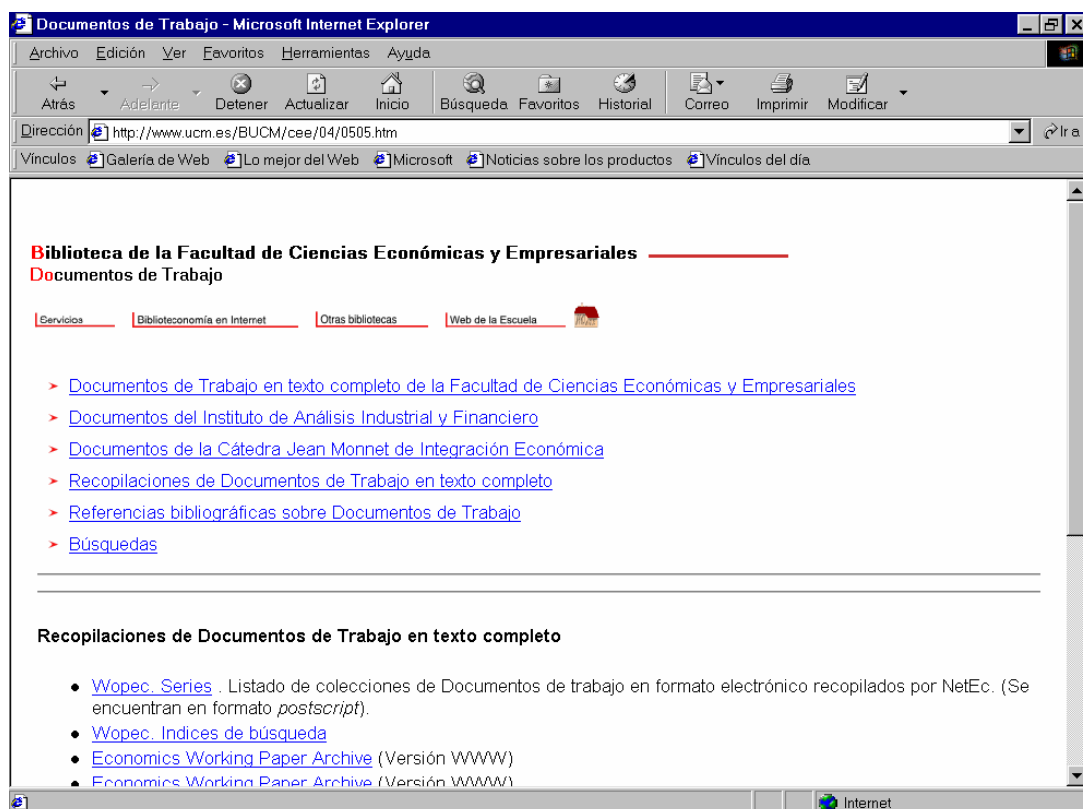 Documentos de Trabajo - Microsoft Internet Explorer
Archivo Edición Ver Favoritos Herramientas Ayuda
Atrás Adelante Detener Actualizar Inicio Búsqueda Favoritos Historial Correo Imprimir Modificar
Dirección http://www.ucm.es/BUCM/cee/04/0505.htm Ir a
Vínculos Galería de Web Lo mejor del Web Microsoft Noticias sobre los productos Vínculos del día
Biblioteca de la Facultad de Ciencias Económicas y Empresariales
Documentos de Trabajo
Servicios Biblioteconomía en Internet Otras bibliotecas Web de la Escuela
Documentos de Trabajo en texto completo de la Facultad de Ciencias Económicas y Empresariales
Documentos del Instituto de Análisis Industrial y Financiero
Documentos de la Cátedra Jean Monnet de Integración Económica
Recopilaciones de Documentos de Trabajo en texto completo
Referencias bibliográficas sobre Documentos de Trabajo
Búsquedas
Recopilaciones de Documentos de Trabajo en texto completo
Wopec. Series . Listado de colecciones de Documentos de trabajo en formato electrónico recopilados por NetEc. (Se
encuentran en formato postscript).
Wopec. Indices de búsqueda
Economics Working Paper Archive (Versión WWW)
Economics Working Paper Archive (Versión WWW)
Internet